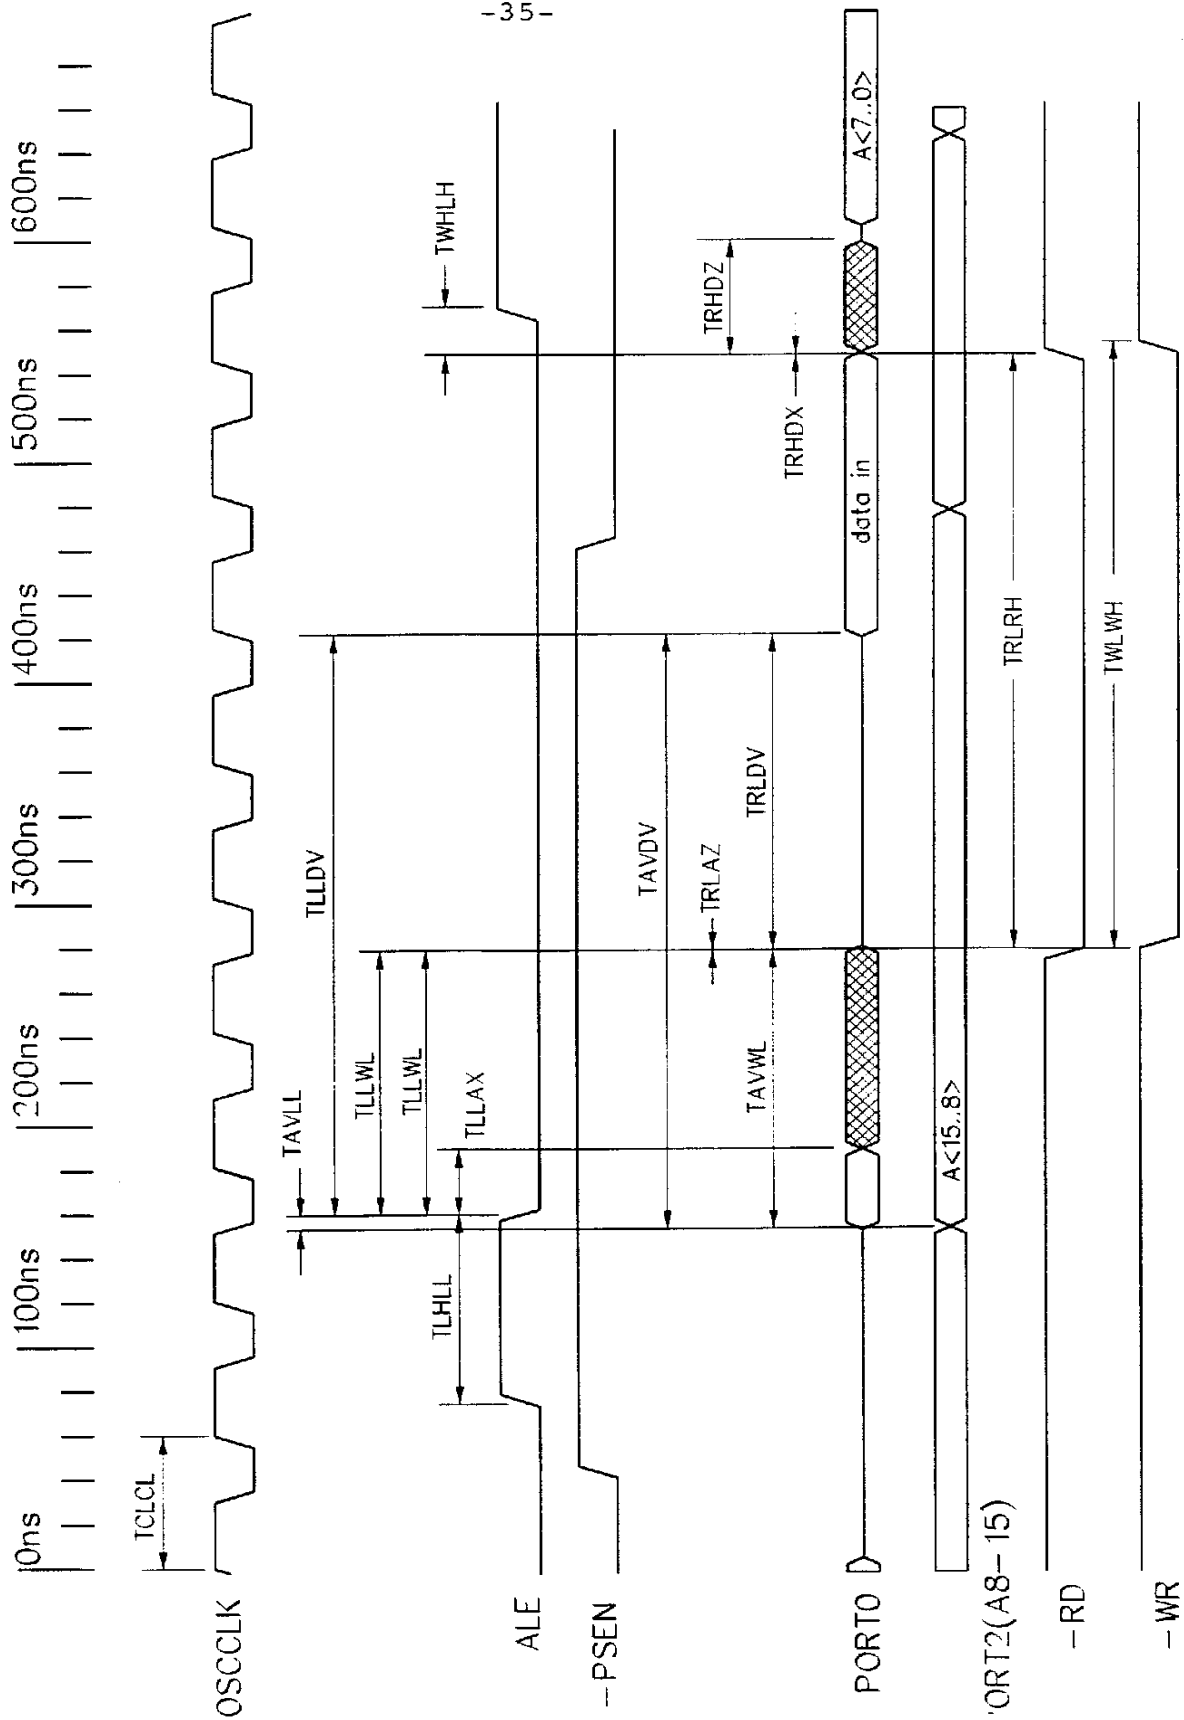 -35-
0ns
100ns
200ns
300ns
400ns
500ns
600ns
TCLCL
OSCCLK
TAVLL
TLLDV
TLLWL
TLLWL
TWHLH
TLHLL
TLLAX
ALE
-PSEN
TAVDV
TRLAZ
TRHDZ
TAVWL
TRLDV
TRHDX
PORT0
data in
A<7..0>
ORT2(A8-15)
A<15..8>
TRLRH
-RD
TWLWH
-WR